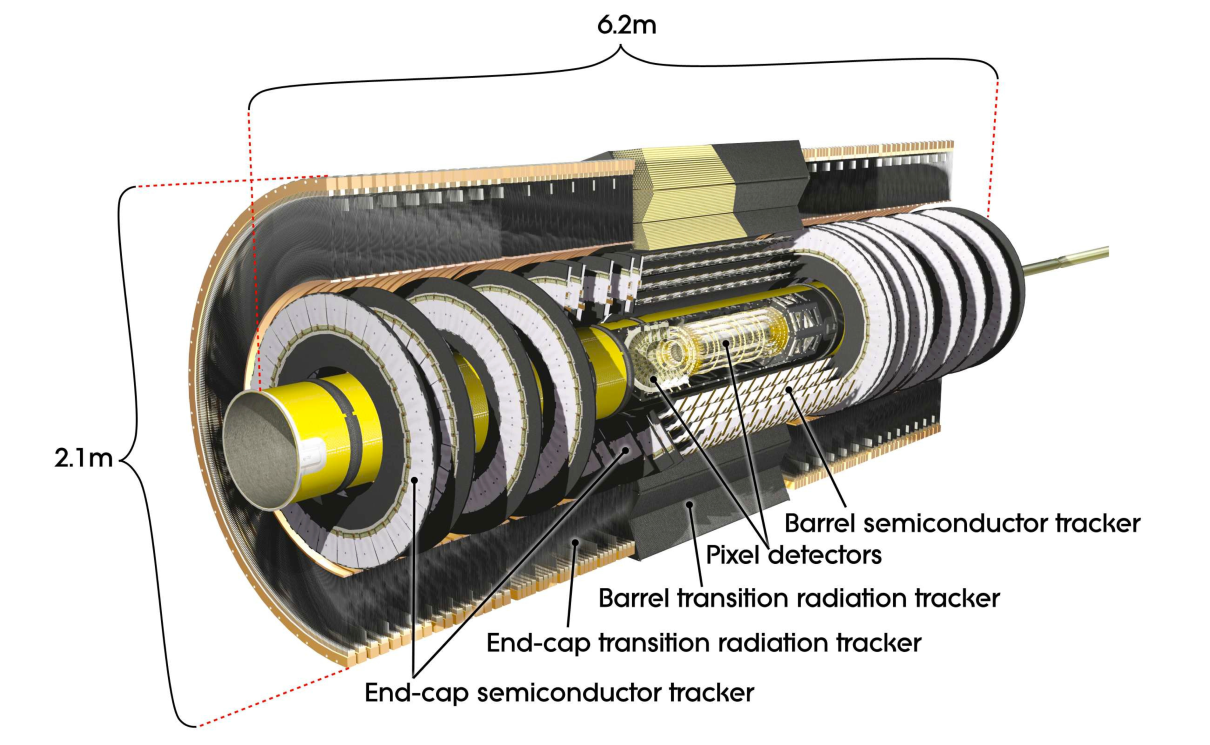 6.2m
2.1m
Barrel semiconductor tracker
Pixel detectors
Barrel transition radiation tracker
End-cap transition radiation tracker
End-cap semiconductor tracker